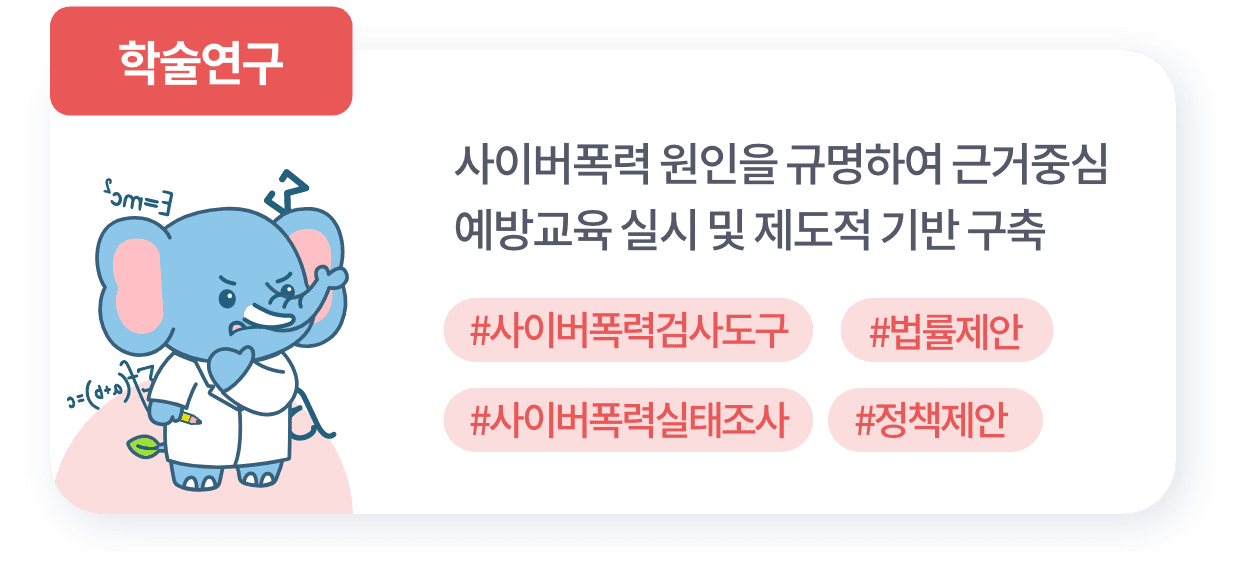 학술연구
사이버폭력 원인을 규명하여 근거중심
예방교육 실시 및 제도적 기반 구축
#사이버폭력검사도구
#법률제안
#사이버폭력실태조사
#정책제안
E=mc²
Σ
(a+b)=c